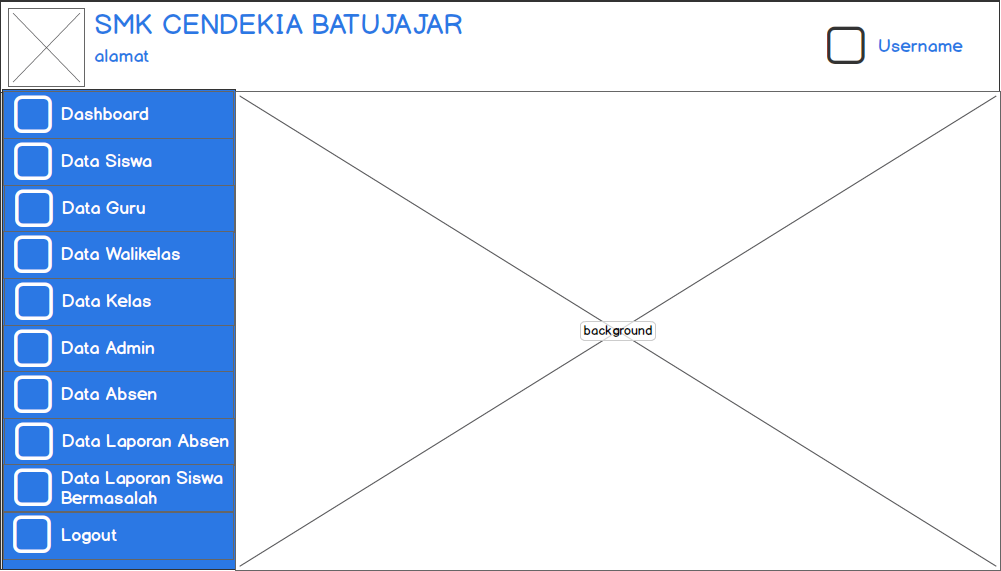 SMK CENDEKIA BATUJAJAR
alamat
Username
Dashboard
Data Siswa
Data Guru
Data Walikelas
Data Kelas
Data Admin
Data Absen
Data Laporan Absen
Data Laporan Siswa
Bermasalah
Logout
background